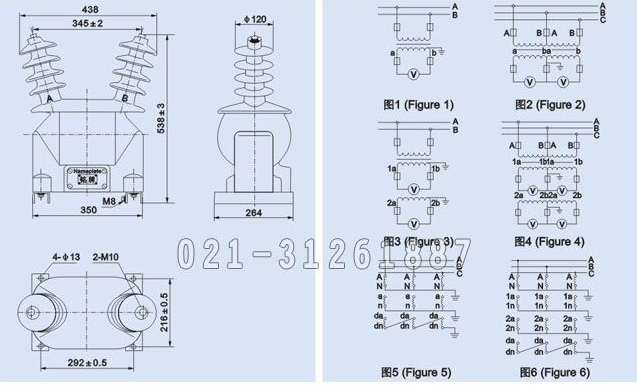 438
345±2
A B
538±3
Nameplate
M8
350
φ120
264
4-φ13 2-M10
216±0.5
292±0.5
021-31261887
A
B
a b
V
图1 (Figure 1)
A
B
C
A B A B
a ba b
V V
图2 (Figure 2)
A
B
1a 1b
V
2a 2b
V
图3 (Figure 3)
A
B
C
A B A B
1a 1b1a 1b
V V
2a 2b 2a 2b
V V
图4 (Figure 4)
A
B
C
A A A
N N N
a a a
n n n
da da da
dn dn dn
图5 (Figure 5)
A
B
C
A A A
N N N
1a 1a 1a
1n 1n 1n
2a 2a 2a
2n 2n 2n
da da da
dn dn dn
图6 (Figure 6)